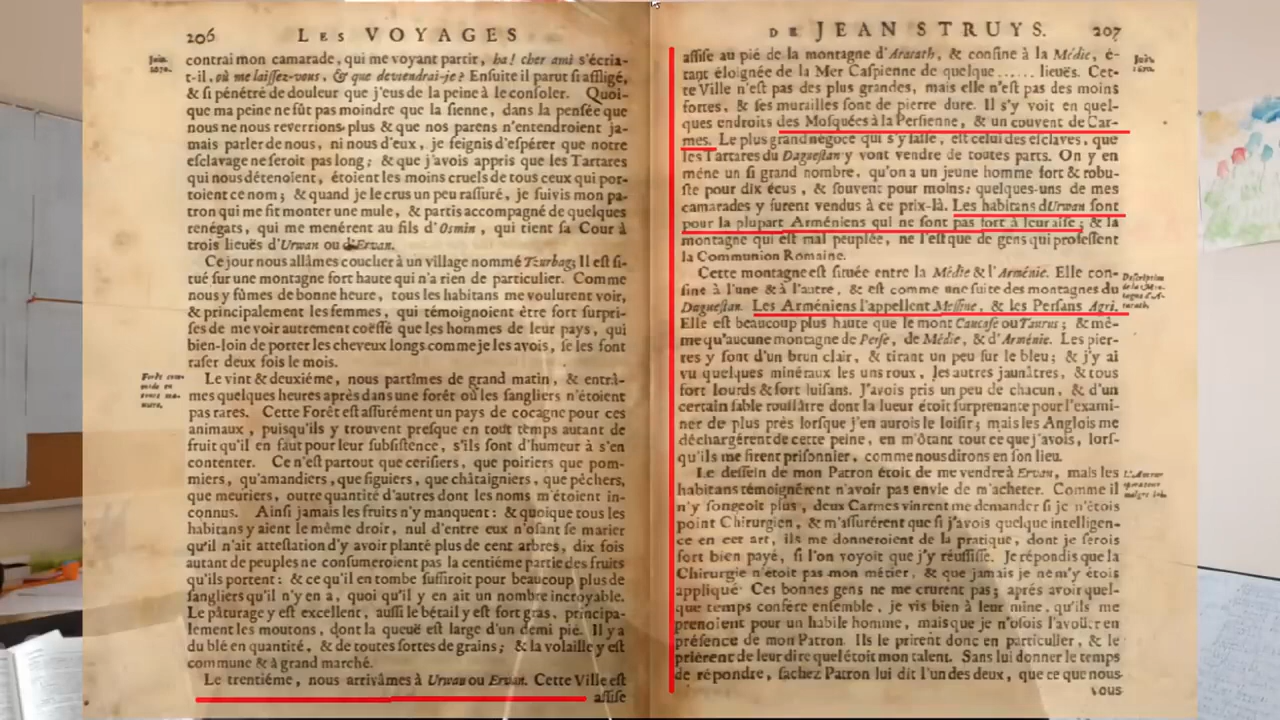 206 LES VOYAGES
Juin.
1670.
contrai mon camarade, qui me voyant partir, ha! cher ami s'écria-
t-il, où me laissez-vous, & que deviendrai-je? Ensuite il parut si affligé,
& si pénétré de douleur que j'eus de la peine à le consoler. Quoi-
que ma peine ne fût pas moindre que la sienne, dans la pensée que
nous ne nous reverrions plus & que nos parens n'entendroient ja-
mais parler de nous, ni nous d'eux, je feignis d'espérer que notre
esclavage ne seroit pas long; & que j'avois appris que les Tartares
qui nous détenoient, étoient les moins cruels de tous ceux qui por-
toient ce nom; & quand je le crus un peu rassuré, je suivis mon pa-
tron qui me fit monter une mule, & partis accompagné de quelques
renégats, qui me menérent au fils d'Osmin, qui tient sa Cour à
trois lieuës d'Urwan ou d'Ervan.
Ce jour nous allâmes coucher à un village nommé Tzurbag; Il est si-
tué sur une montagne fort haute qui n'a rien de particulier. Comme
nous y fûmes de bonne heure, tous les habitans me voulurent voir,
& principalement les femmes, qui témoignoient être fort surpri-
ses de me voir autrement coëffé que les hommes de leur pays, qui
bien-loin de porter les cheveux longs comme je les avois, se les font
raser deux fois le mois.
Le vint & deuxiéme, nous partîmes de grand matin, & entrâ-
mes quelques heures après dans une forêt où les sangliers n'étoient
pas rares. Cette Forêt est assurément un pays de cocagne pour ces
animaux, puisqu'ils y trouvent presque en tout temps autant de
fruit qu'il en faut pour leur subsistence, s'ils sont d'humeur à s'en
contenter. Ce n'est partout que cerisiers, que poiriers que pom-
miers, qu'amandiers, que figuiers, que châtaigniers, que pêchers,
que meuriers, outre quantité d'autres dont les noms m'étoient in-
connus. Ainsi jamais les fruits n'y manquent: & quoique tous les
habitans y aient le même droit, nul d'entre eux n'osant se marier
qu'il n'ait attestation d'y avoir planté plus de cent arbres, dix fois
autant de peuples ne consumeroient pas la centiéme partie des fruits
qu'ils portent: & ce qu'il en tombe suffiroit pour beaucoup plus de
sangliers qu'il n'y en a, quoi qu'il y en ait un nombre incroyable.
Le pâturage y est excellent, aussi le bétail y est fort gras, principa-
lement les moutons, dont la queuë est large d'un demi pié. Il y a
du blé en quantité, & de toutes sortes de grains; & la volaille y est
commune & à grand marché.
Le trentiéme, nous arrivâmes à Urwan ou Ervan. Cette Ville est
assise
DE JEAN STRUYS. 207
Juin.
1670.
assise au pié de la montagne d'Ararath, & confine à la Médie, é-
tant éloignée de la Mer Caspienne de quelque ...... lieuës. Cet-
te Ville n'est pas des plus grandes, mais elle n'est pas des moins
fortes, & ses murailles sont de pierre dure. Il s'y voit en quel-
ques endroits des Mosquées à la Persienne, & un couvent de Car-
mes. Le plus grand négoce qui s'y fasse, est celui des esclaves, que
les Tartares du Daguestan y vont vendre de toutes parts. On y en
méne un si grand nombre, qu'on a un jeune homme fort & robu-
ste pour dix écus, & souvent pour moins: quelques-uns de mes
camarades y furent vendus à ce prix-là. Les habitans d'Urwan sont
pour la plupart Arméniens qui ne sont pas fort à leur aise; & la
montagne qui est mal peuplée, ne l'est que de gens qui professent
la Communion Romaine.
Cette montagne est située entre la Médie & l'Arménie. Elle con-
fine à l'une & à l'autre, & est comme une suite des montagnes du
Daguestan. Les Arméniens l'appellent Messine, & les Persans Agri.
Elle est beaucoup plus haute que le mont Caucase ou Taurus; & mê-
me qu'aucune montagne de Perse, de Médie, & d'Arménie. Les pier-
res y sont d'un brun clair, & tirant un peu sur le bleu; & j'y ai
vu quelques minéraux les uns roux, les autres jaunâtres, & tous
fort lourds & fort luisans. J'avois pris un peu de chacun, & d'un
certain sable roussâtre dont la lueur étoit surprenante pour l'exami-
ner de plus près lorsque j'en aurois le loisir; mais les Anglois me
déchargérent de cette peine, en m'ôtant tout ce que j'avois, lors-
qu'ils me firent prisonnier, comme nous dirons en son lieu.
Le dessein de mon Patron étoit de me vendre à Ervan, mais les
habitans témoignérent n'avoir pas envie de m'acheter. Comme il
n'y songeoit plus, deux Carmes vinrent me demander si je n'étois
point Chirurgien, & m'assurérent que si j'avois quelque intelligen-
ce en cet art, ils me donneroient de la pratique, dont je serois
fort bien payé, si l'on voyoit que j'y réussisse. Je répondis que la
Chirurgie n'étoit pas mon métier, & que jamais je ne m'y étois
appliqué. Ces bonnes gens ne me crurent pas; après avoir quel-
que temps confére ensemble, je vis bien à leur mine, qu'ils me
prenoient pour un habile homme, mais que je n'osois l'avoüer en
présence de mon Patron. Ils le prirent donc en particulier, & le
priérent de leur dire quel étoit mon talent. Sans lui donner le temps
de répondre, sachez Patron lui dit l'un des deux, que ce que nous
vous